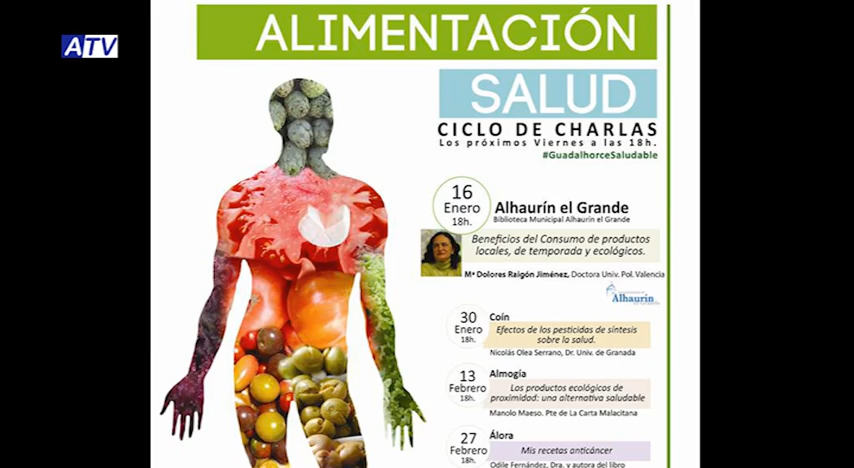 ATV
ALIMENTACIÓN
SALUD
CICLO DE CHARLAS
Los próximos Viernes a las 18h.
#GuadalhorceSaludable
16
Enero
18h.
Alhaurín el Grande
Biblioteca Municipal Alhaurín el Grande
Beneficios del Consumo de productos
locales, de temporada y ecológicos.
Mª Dolores Raigón Jiménez, Doctora Univ. Pol. Valencia
Alhaurín
30
Enero
18h.
Coín
Efectos de los pesticidas de síntesis
sobre la salud.
Nicolás Olea Serrano, Dr. Univ. de Granada
13
Febrero
18h.
Almogía
Los productos ecológicos de
proximidad: una alternativa saludable
Manolo Maeso. Pte de La Carta Malacitana
27
Febrero
18h.
Álora
Mis recetas anticáncer
Odile Fernández, Dra. y autora del libro